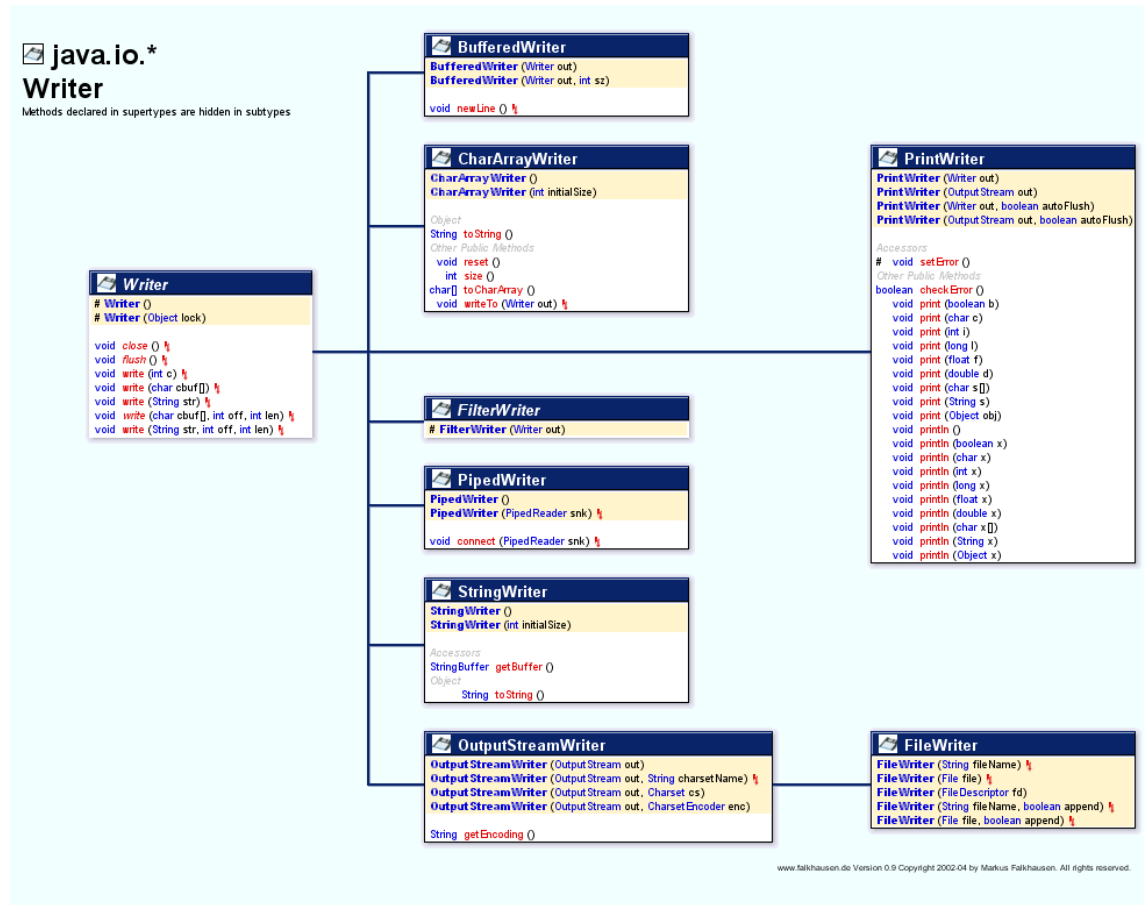 java.io.*
Writer
Methods declared in supertypes are hidden in subtypes
BufferedWriter
BufferedWriter (Writer out)
BufferedWriter (Writer out, int sz)
void newLine ()
CharArrayWriter
CharArrayWriter ()
CharArrayWriter (int initialSize)
Object
String toString ()
Other Public Methods
void reset ()
int size ()
char[] toCharArray ()
void writeTo (Writer out)
PrintWriter
PrintWriter (Writer out)
PrintWriter (OutputStream out)
PrintWriter (Writer out, boolean autoFlush)
PrintWriter (OutputStream out, boolean autoFlush)
Accessors
# void setError ()
Other Public Methods
boolean checkError ()
void print (boolean b)
void print (char c)
void print (int i)
void print (long l)
void print (float f)
void print (double d)
void print (char s[])
void print (String s)
void print (Object obj)
void println ()
void println (boolean x)
void println (char x)
void println (int x)
void println (long x)
void println (float x)
void println (double x)
void println (char x[])
void println (String x)
void println (Object x)
Writer
# Writer ()
# Writer (Object lock)
void close ()
void flush ()
void write (int c)
void write (char cbuf[])
void write (String str)
void write (char cbuf[], int off, int len)
void write (String str, int off, int len)
FilterWriter
# FilterWriter (Writer out)
PipedWriter
PipedWriter ()
PipedWriter (PipedReader snk)
void connect (PipedReader snk)
StringWriter
StringWriter ()
StringWriter (int initialSize)
Accessors
StringBuffer getBuffer ()
Object
String toString ()
OutputStreamWriter
OutputStreamWriter (OutputStream out)
OutputStreamWriter (OutputStream out, String charsetName)
OutputStreamWriter (OutputStream out, Charset cs)
OutputStreamWriter (OutputStream out, CharsetEncoder enc)
String getEncoding ()
FileWriter
FileWriter (String fileName)
FileWriter (File file)
FileWriter (FileDescriptor fd)
FileWriter (String fileName, boolean append)
FileWriter (File file, boolean append)
www.falkhausen.de Version 0.9 Copyright 2002-04 by Markus Falkhausen. All rights reserved.